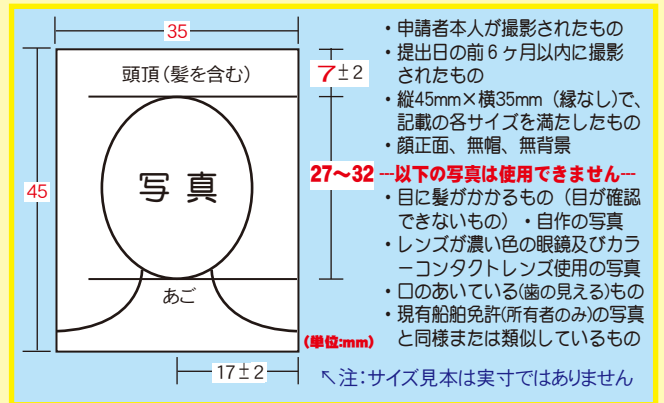 35
頭頂(髪を含む)
7±2
写真
45
27〜32
あご
(単位:mm)
17±2
・申請者本人が撮影されたもの
・提出日の前６ヶ月以内に撮影
されたもの
・縦45mm×横35mm（縁なし）で、
記載の各サイズを満たしたもの
・顔正面、無帽、無背景
---以下の写真は使用できません---
・目に髪がかかるもの（目が確認
できないもの）・自作の写真
・レンズが濃い色の眼鏡及びカラ
ーコンタクトレンズ使用の写真
・口のあいている(歯の見える)もの
・現有船舶免許(所有者のみ)の写真
と同様または類似しているもの
↖注:サイズ見本は実寸ではありません